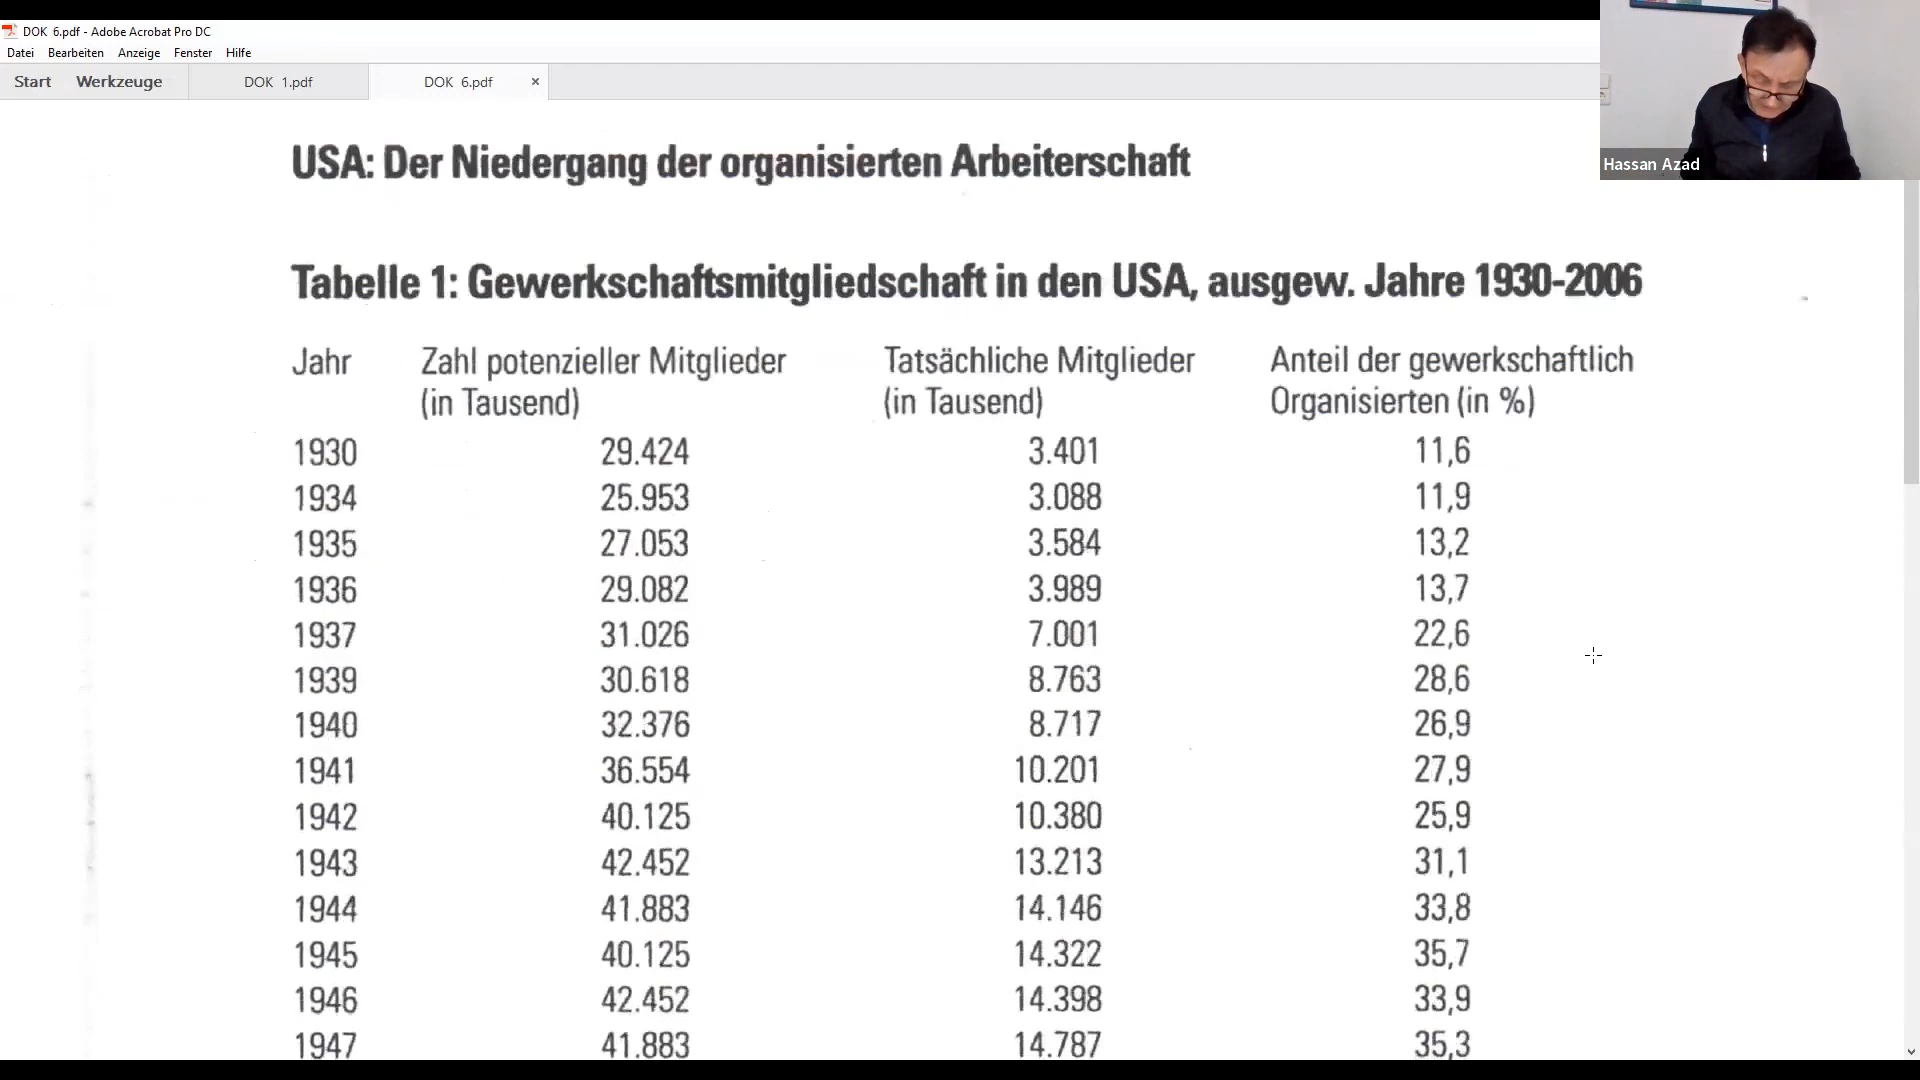 DOK 6.pdf - Adobe Acrobat Pro DC
Datei Bearbeiten Anzeige Fenster Hilfe
Start Werkzeuge DOK 1.pdf DOK 6.pdf ×
Hassan Azad
USA: Der Niedergang der organisierten Arbeiterschaft
Tabelle 1: Gewerkschaftsmitgliedschaft in den USA, ausgew. Jahre 1930-2006
Jahr Zahl potenzieller Mitglieder Tatsächliche Mitglieder Anteil der gewerkschaftlich
(in Tausend) (in Tausend) Organisierten (in %)
1930 29.424 3.401 11,6
1934 25.953 3.088 11,9
1935 27.053 3.584 13,2
1936 29.082 3.989 13,7
1937 31.026 7.001 22,6
1939 30.618 8.763 28,6
1940 32.376 8.717 26,9
1941 36.554 10.201 27,9
1942 40.125 10.380 25,9
1943 42.452 13.213 31,1
1944 41.883 14.146 33,8
1945 40.125 14.322 35,7
1946 42.452 14.398 33,9
1947 41.883 14.787 35,3